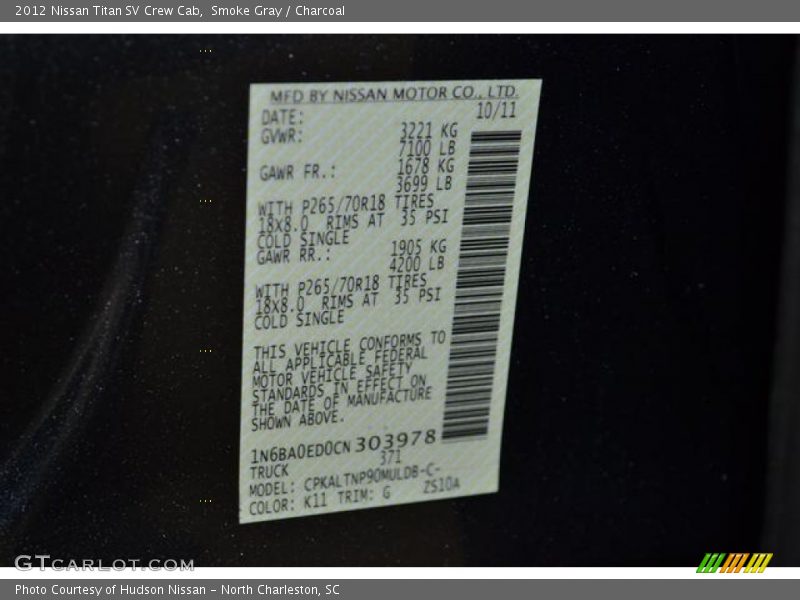 2012 Nissan Titan SV Crew Cab,  Smoke Gray / Charcoal
MFD BY NISSAN MOTOR CO., LTD.
DATE: 10/11
GVWR: 3221 KG
7100 LB
GAWR FR.: 1678 KG
3699 LB
WITH P265/70R18 TIRES
18X8.0 RIMS AT 35 PSI
COLD SINGLE
GAWR RR.: 1905 KG
4200 LB
WITH P265/70R18 TIRES
18X8.0 RIMS AT 35 PSI
COLD SINGLE
THIS VEHICLE CONFORMS TO
ALL APPLICABLE FEDERAL
MOTOR VEHICLE SAFETY
STANDARDS IN EFFECT ON
THE DATE OF MANUFACTURE
SHOWN ABOVE.
1N6BA0ED0CN303978
TRUCK 371
MODEL: CPKALTNP90MULDB-C-
COLOR: K11 TRIM: G ZS10A
GTCARLOT.COM
Photo Courtesy of Hudson Nissan - North Charleston, SC